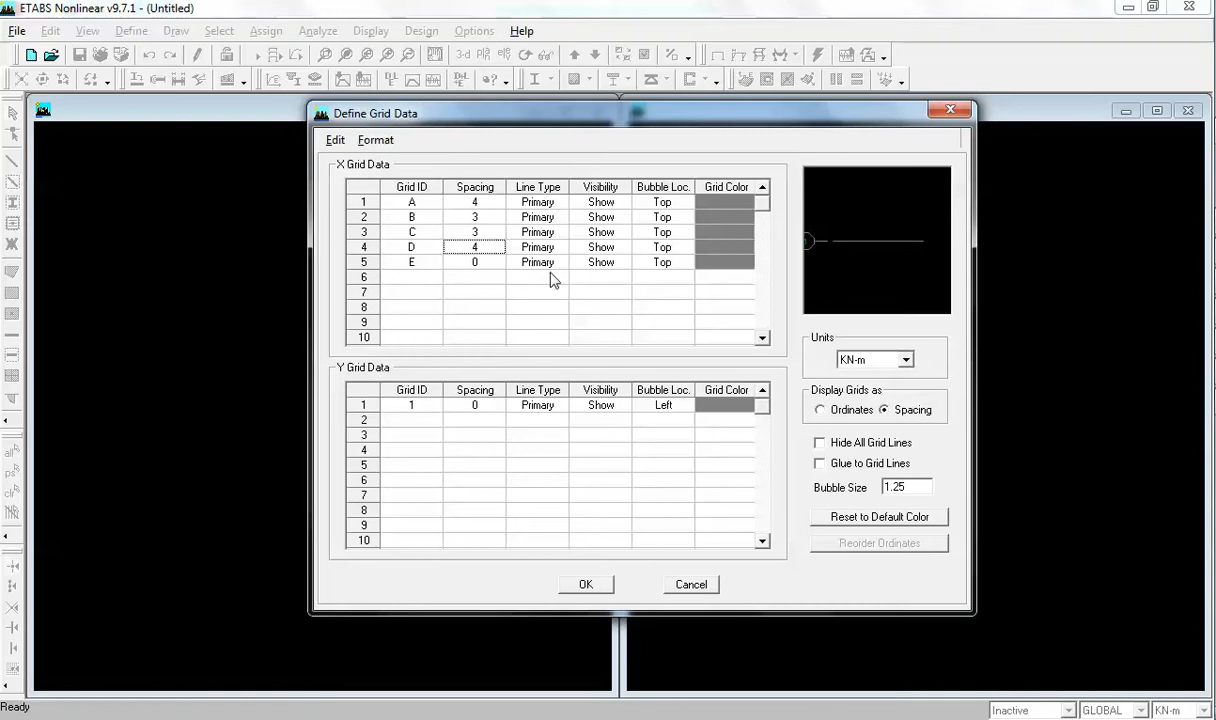 ETABS Nonlinear v9.7.1 - (Untitled)
File Edit View Define Draw Select Assign Analyze Display Design Options Help
3-d
all
ps
clr
Define Grid Data
Edit Format
X Grid Data
Grid ID Spacing Line Type Visibility Bubble Loc. Grid Color
1 A 4 Primary Show Top
2 B 3 Primary Show Top
3 C 3 Primary Show Top
4 D 4 Primary Show Top
5 E 0 Primary Show Top
6
7
8
9
10
Y Grid Data
Grid ID Spacing Line Type Visibility Bubble Loc. Grid Color
1 1 0 Primary Show Left
2
3
4
5
6
7
8
9
10
Units
KN-m
Display Grids as
Ordinates Spacing
Hide All Grid Lines
Glue to Grid Lines
Bubble Size 1.25
Reset to Default Color
Reorder Ordinates
OK Cancel
Ready
Inactive GLOBAL KN-m